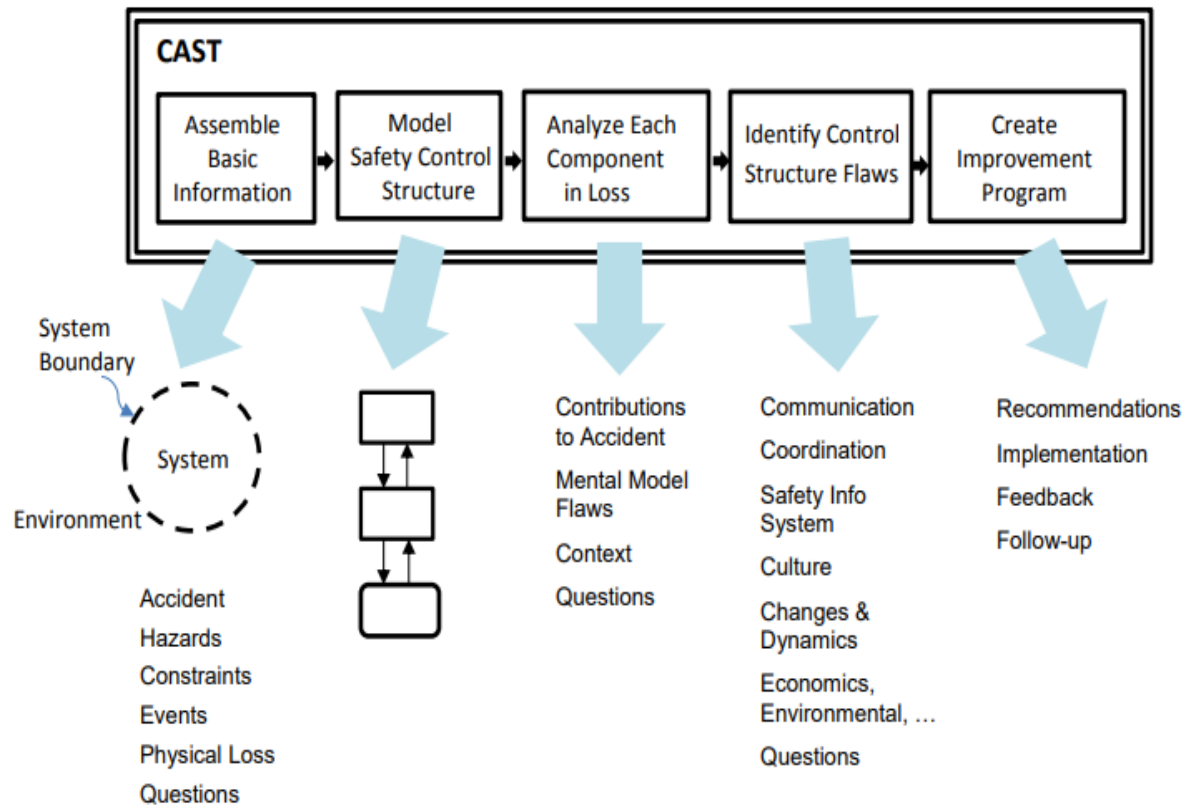 CAST
Assemble
Basic
Information
Model
Safety Control
Structure
Analyze Each
Component
in Loss
Identify Control
Structure Flaws
Create
Improvement
Program
System
Boundary
System
Environment
Accident
Hazards
Constraints
Events
Physical Loss
Questions
Contributions
to Accident
Mental Model
Flaws
Context
Questions
Communication
Coordination
Safety Info
System
Culture
Changes &
Dynamics
Economics,
Environmental, …
Questions
Recommendations
Implementation
Feedback
Follow-up